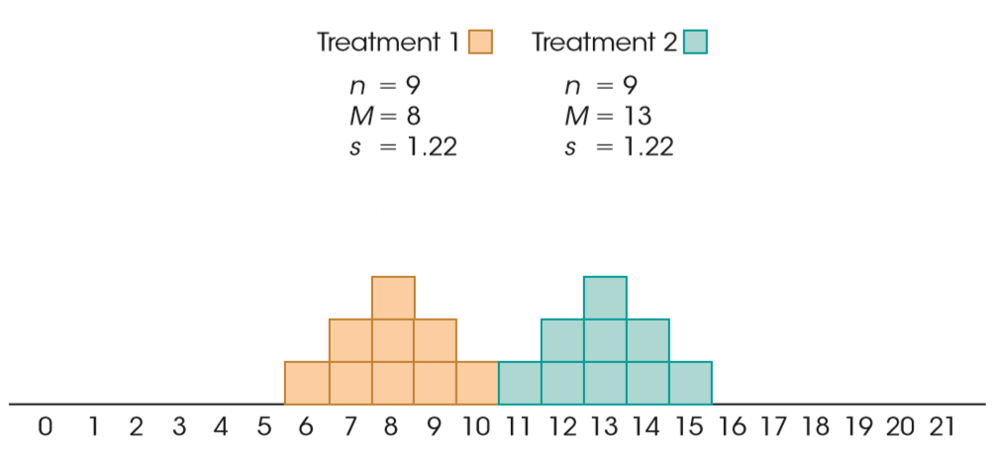 Treatment 1 Treatment 2
n = 9 n = 9
M = 8 M = 13
s = 1.22 s = 1.22
0 1 2 3 4 5 6 7 8 9 10 11 12 13 14 15 16 17 18 19 20 21